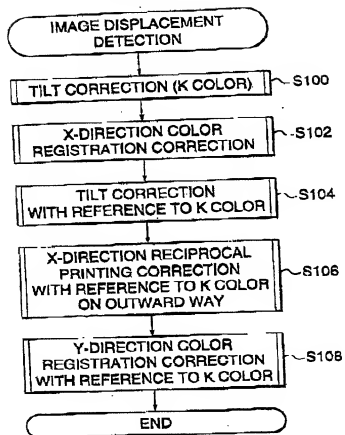 IMAGE DISPLACEMENT
DETECTION
TILT CORRECTION (K COLOR)
S100
X-DIRECTION COLOR
REGISTRATION CORRECTION
S102
TILT CORRECTION
WITH REFERENCE TO K COLOR
S104
X-DIRECTION RECIPROCAL
PRINTING CORRECTION
WITH REFERENCE TO K COLOR
ON OUTWARD WAY
S106
Y-DIRECTION COLOR
REGISTRATION CORRECTION
WITH REFERENCE TO K COLOR
S108
END